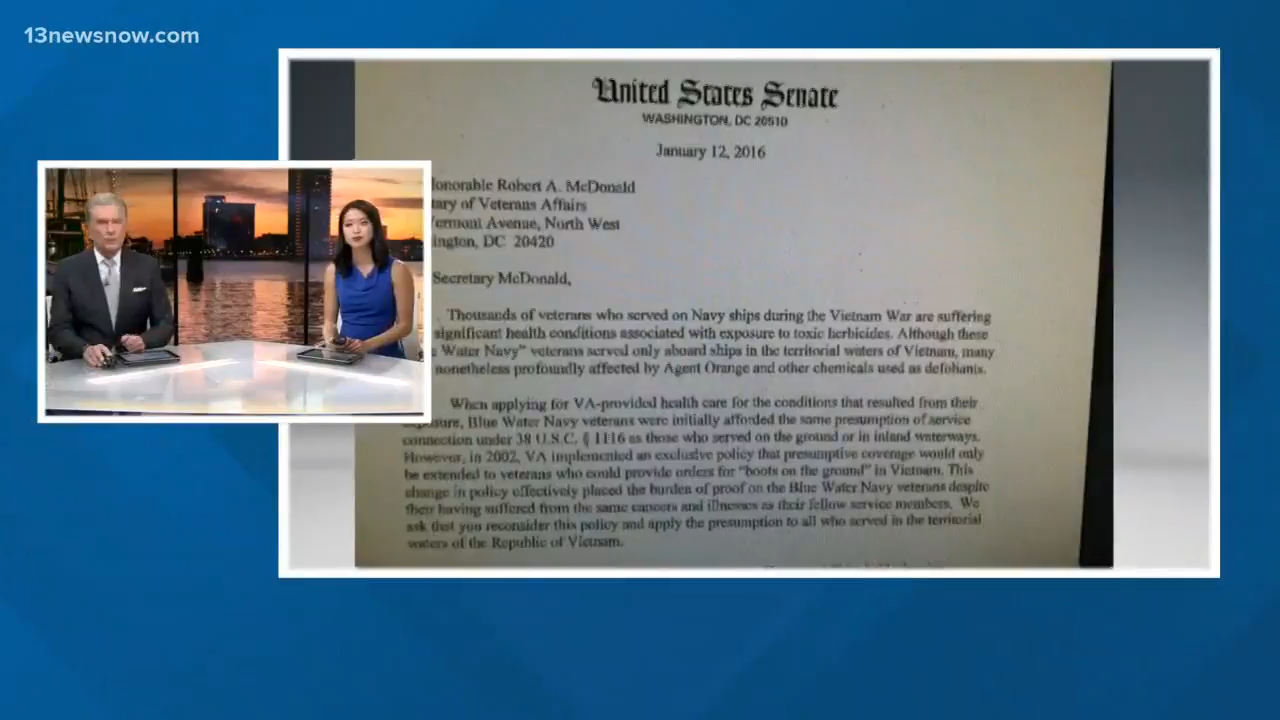 13newsnow.com
United States Senate
WASHINGTON, DC 20510
January 12, 2016
onorable Robert A. McDonald
tary of Veterans Affairs
ermont Avenue, North West
ington, DC 20420
Secretary McDonald,
Thousands of veterans who served on Navy ships during the Vietnam War are suffering
significant health conditions associated with exposure to toxic herbicides. Although these
Water Navy" veterans served only aboard ships in the territorial waters of Vietnam, many
nonetheless profoundly affected by Agent Orange and other chemicals used as defoliants.
When applying for VA-provided health care for the conditions that resulted from their
Blue Water Navy veterans were initially afforded the same presumption of service
connection under 38 U.S.C. § 1116 as those who served on the ground or in inland waterways.
However, in 2002, VA implemented an exclusive policy that presumptive coverage would only
be extended to veterans who could provide orders for "boots on the ground" in Vietnam. This
change in policy effectively placed the burden of proof on the Blue Water Navy veterans despite
their having suffered from the same cancers and illnesses as their fellow service members. We
ask that you reconsider this policy and apply the presumption to all who served in the territorial
waters of the Republic of Vietnam.